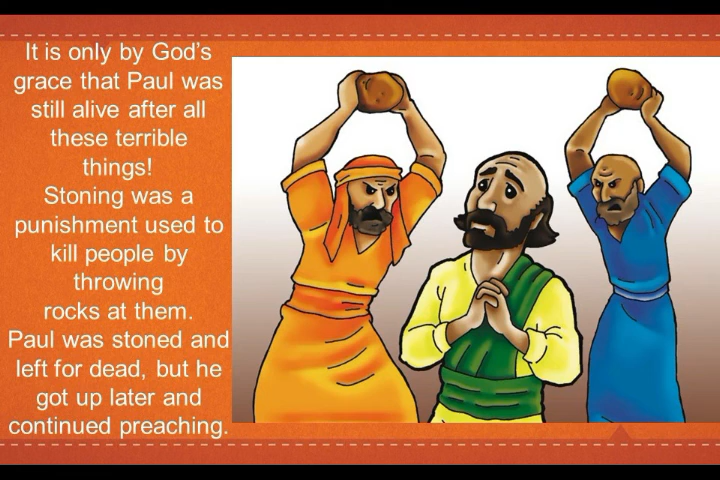 It is only by God’s
grace that Paul was
still alive after all
these terrible
things!
Stoning was a
punishment used to
kill people by
throwing
rocks at them.
Paul was stoned and
left for dead, but he
got up later and
continued preaching.